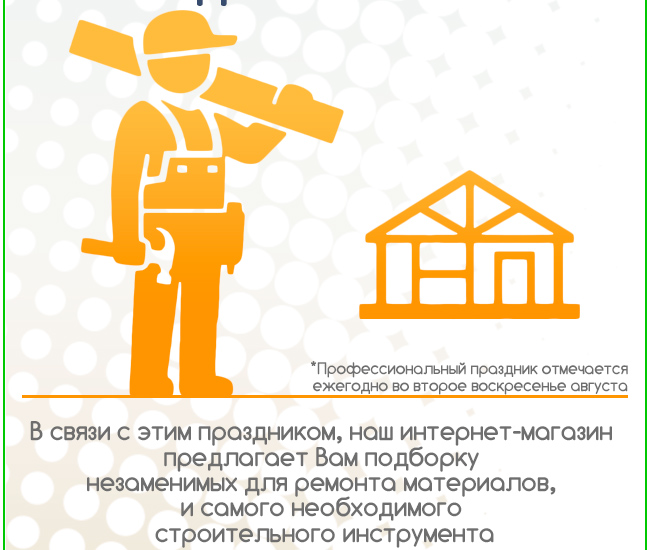 *Профессиональный праздник отмечается
ежегодно во второе воскресенье августа
В связи с этим праздником, наш интернет-магазин
предлагает Вам подборку
незаменимых для ремонта материалов,
и самого необходимого
строительного инструмента